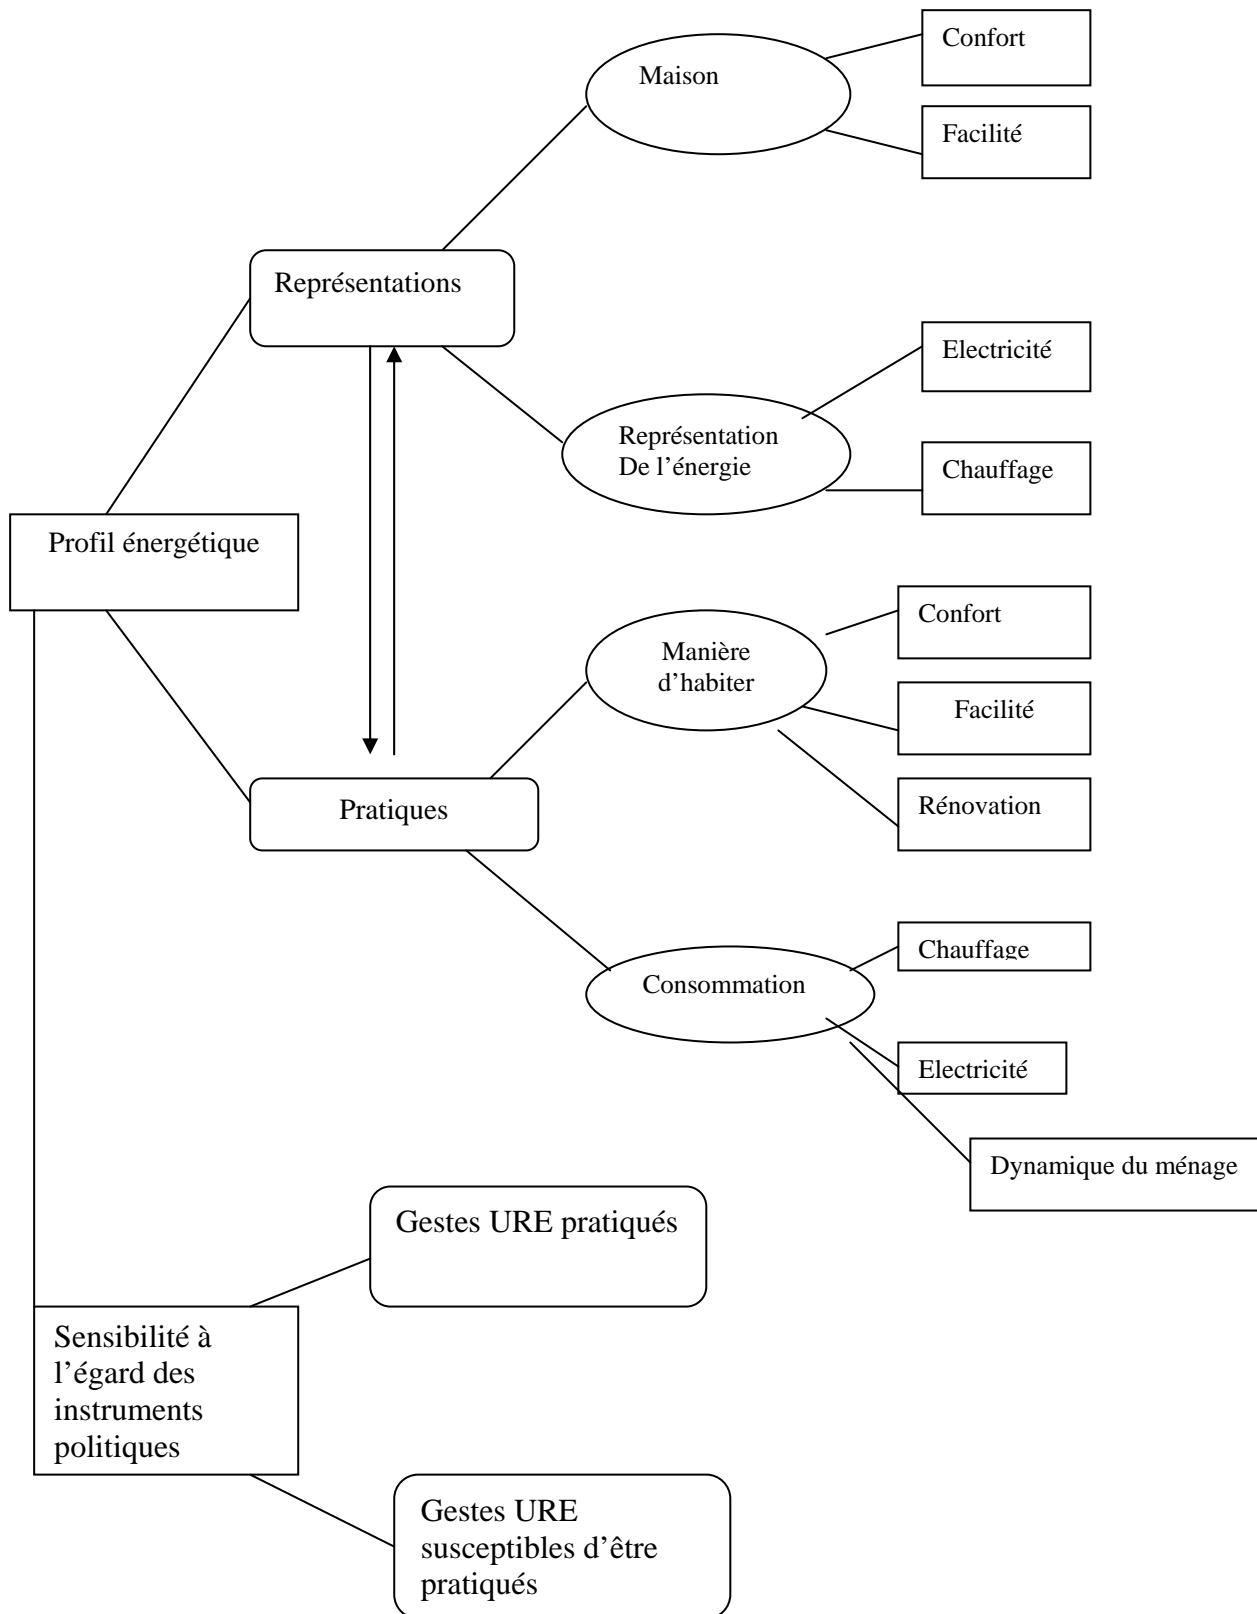 Confort
Maison
Facilité
Représentations
Electricité
Représentation
De l’énergie
Chauffage
Profil énergétique
Confort
Manière
d’habiter
Facilité
Pratiques
Rénovation
Chauffage
Consommation
Electricité
Dynamique du ménage
Gestes URE pratiqués
Sensibilité à
l’égard des
instruments
politiques
Gestes URE
susceptibles d’être
pratiqués